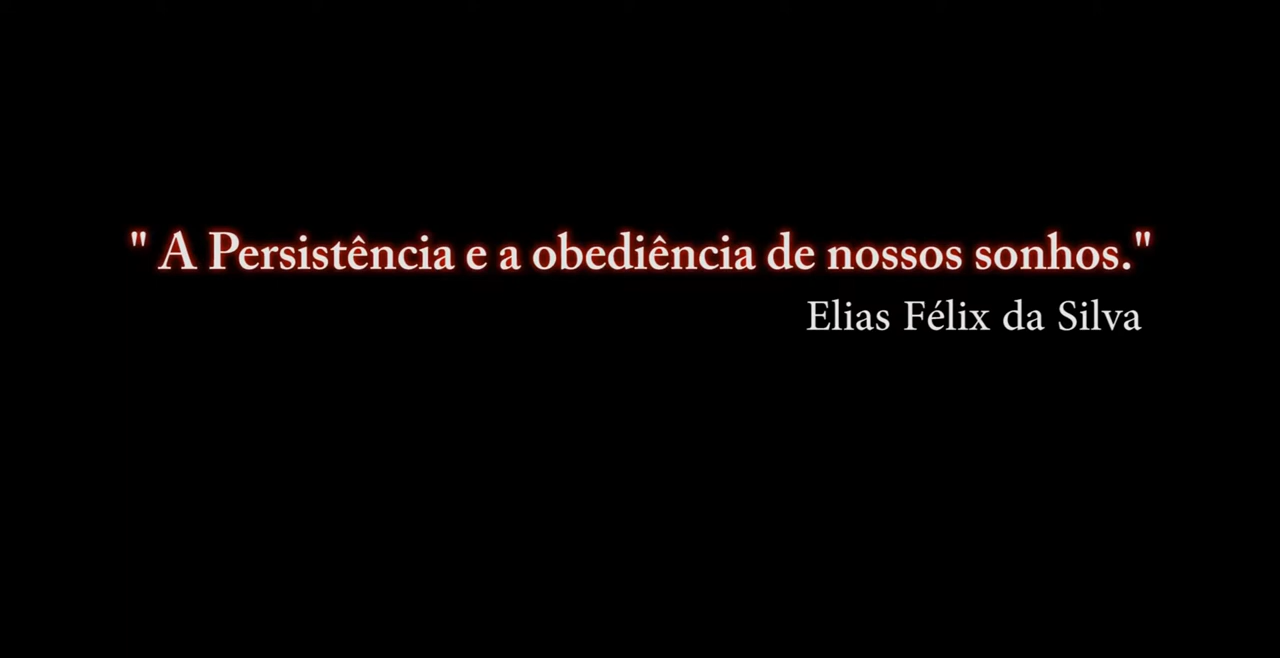 " A Persistência e a obediência de nossos sonhos."
Elias Félix da Silva